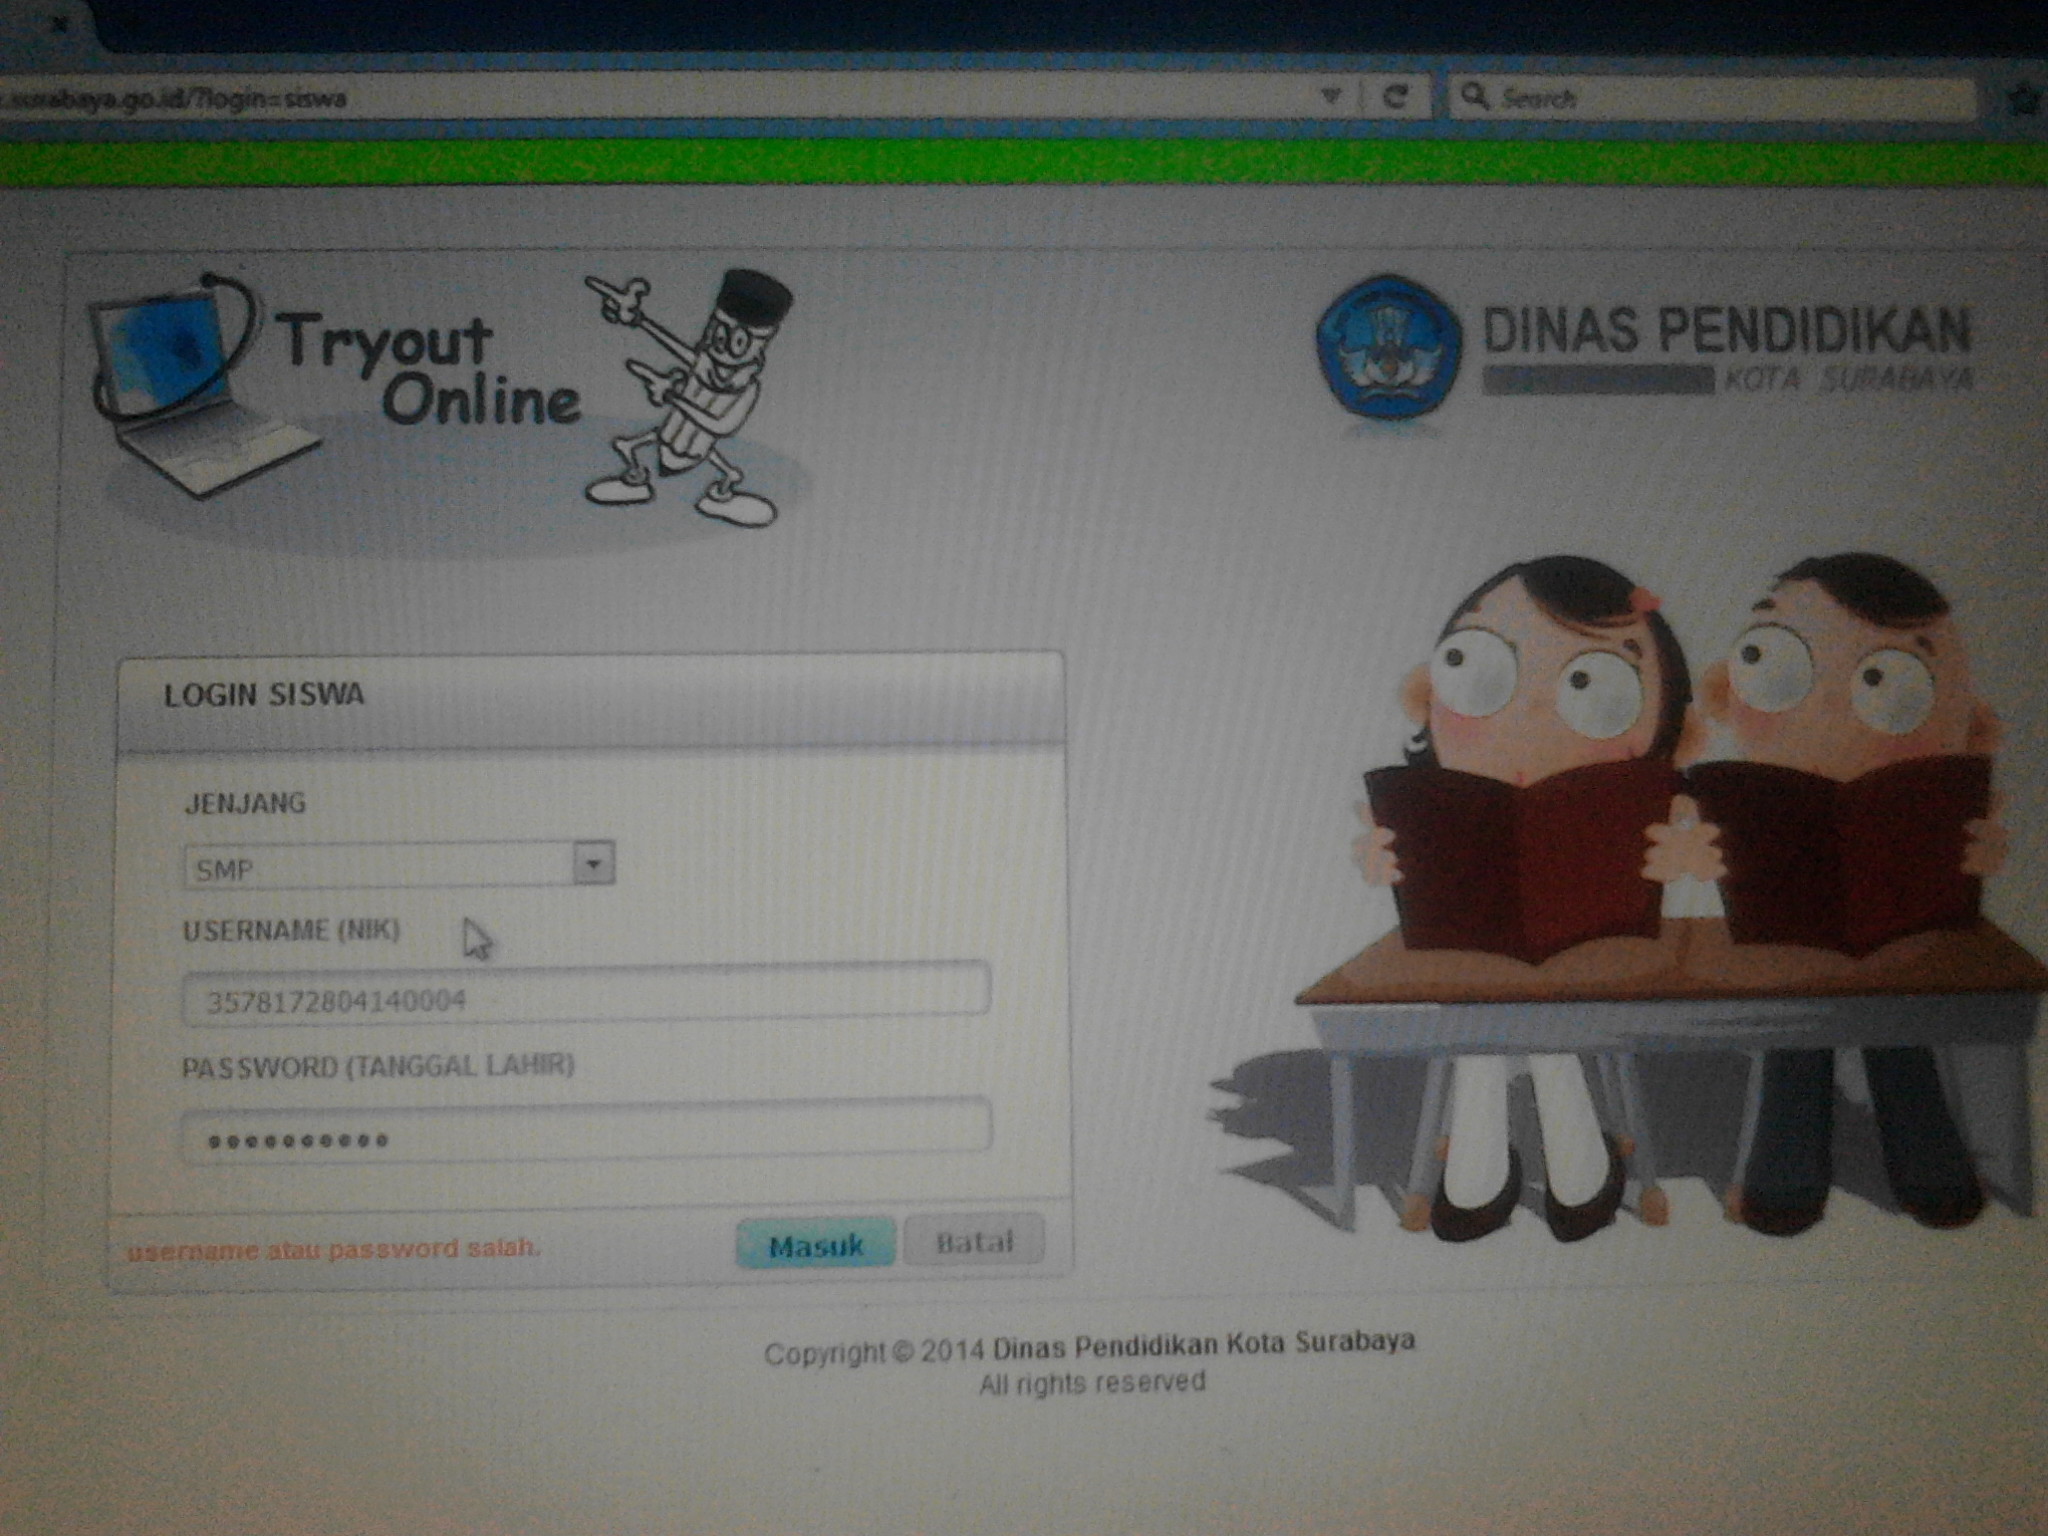 surabaya.go.id/?login=siswa
Search
Tryout
Online
DINAS PENDIDIKAN
KOTA SURABAYA
LOGIN SISWA
JENJANG
SMP
USERNAME (NIK)
3578172804140004
PASSWORD (TANGGAL LAHIR)
username atau password salah.
Masuk
Batal
Copyright © 2014 Dinas Pendidikan Kota Surabaya
All rights reserved